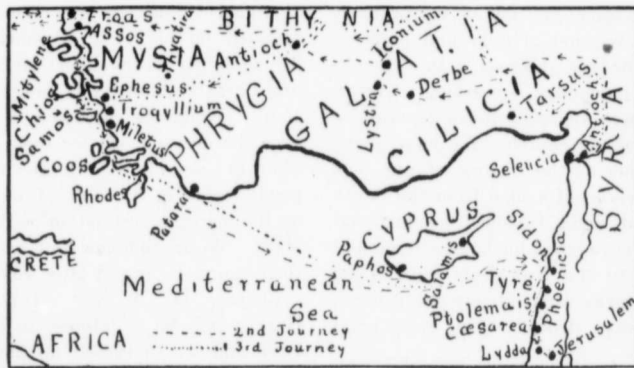 Troas
BITHYNIA
Assos
MYSIA
Thyatira
Antioch
Iconium
GALATIA
PHRYGIA
Mitylene
Chios
Samos
Ephesus
Trogyllium
Miletus
Lystra
Derbe
CILICIA
Tarsus
Antioch
SYRIA
Seleucia
Coos
Rhodes
Patara
CYPRUS
Paphos
Salamis
Sidon
CRETE
Mediterranean
Sea
Tyre
Phoenicia
Ptolemais
Cæsarea
Lydda
Jerusalem
AFRICA
2nd Journey
3rd Journey